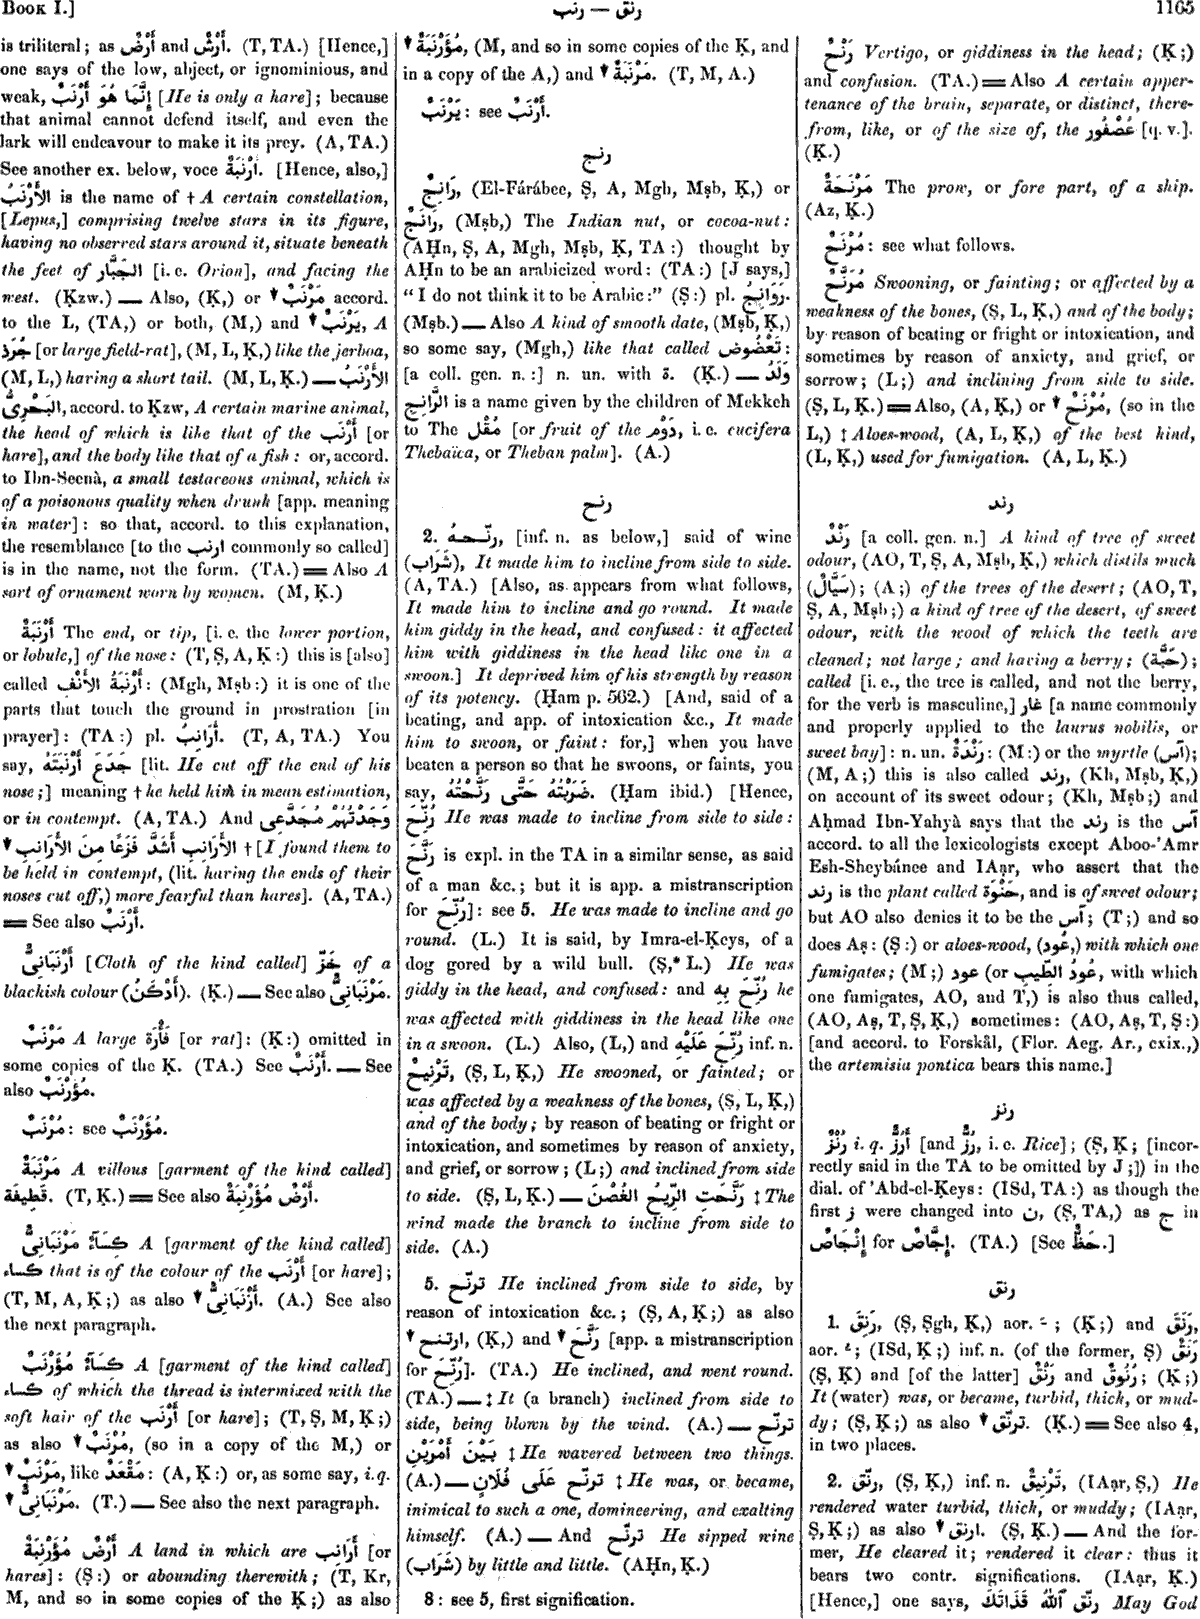 BOOK I.]
رنق — رنب
1165
is triliteral; as أَرْضٌ and أَرْشٌ. (T, TA.) [Hence,]
one says of the low, abject, or ignominious, and
weak, إِنَّمَا هُوَ أَرْنَبٌ [He is only a hare]; because
that animal cannot defend itself, and even the
lark will endeavour to make it its prey. (A, TA.)
See another ex. below, voce أَرْنَبَةٌ. [Hence, also,]
الأَرْنَبُ is the name of † A certain constellation,
[Lepus,] comprising twelve stars in its figure,
having no observed stars around it, situate beneath
the feet of الجَبَّار [i. e. Orion], and facing the
west. (Ḳzw.) — Also, (Ḳ,) or ▼ مَرْنَبٌ accord.
to the L, (TA,) or both, (M,) and ▼ يَرْنَبٌ, A
جُرَذ [or large field-rat], (M, L, Ḳ,) like the jerboa,
(M, L,) having a short tail. (M, L, Ḳ.) — الأَرْنَبُ
البَحْرِىُّ, accord. to Ḳzw, A certain marine animal,
the head of which is like that of the أَرْنَب [or
hare], and the body like that of a fish: or, accord.
to Ibn-Seenà, a small testaceous animal, which is
of a poisonous quality when drunk [app. meaning
in water]: so that, accord. to this explanation,
the resemblance [to the ارنب commonly so called]
is in the name, not the form. (TA.) ═ Also A
sort of ornament worn by women. (M, Ḳ.)
أَرْنَبَةٌ The end, or tip, [i. e. the lower portion,
or lobule,] of the nose: (T, Ṣ, A, Ḳ:) this is [also]
called أَرْنَبَةُ الأَنْفِ: (Mgh, Mṣb:) it is one of the
parts that touch the ground in prostration [in
prayer]: (TA:) pl. أَرَانِبُ. (T, A, TA.) You
say, جَدَعَ أَرْنَبَتَهُ [lit. He cut off the end of his
nose;] meaning † he held him in mean estimation,
or in contempt. (A, TA.) And وَجَدْتُهُمْ مُجَدَّعِى
الأَرَانِبِ أَشَدَّ فَزَعًا مِنَ الأَرَانِبِ ▼ † [I found them to
be held in contempt, (lit. having the ends of their
noses cut off,) more fearful than hares]. (A, TA.)
═ See also أَرْنَبٌ.
أَرْنَبَانِىٌّ [Cloth of the kind called] خَزّ of a
blackish colour (أَدْكَنُ). (Ḳ.) — See also مَرْنَبَانِىٌّ.
مَرْنَبٌ A large فَأْرَة [or rat]: (Ḳ:) omitted in
some copies of the Ḳ. (TA.) See أَرْنَبٌ. — See
also مُؤَرْنَبٌ.
مُرْنَبٌ: see مُؤَرْنَبٌ.
مَرْنَبَةٌ A villous [garment of the kind called]
قَطِيفَة. (T, Ḳ.) ═ See also أَرْضٌ مُؤَرْنِبَةٌ.
كِسَآءٌ مَرْنَبَانِىٌّ A [garment of the kind called]
كساء that is of the colour of the أَرْنَب [or hare];
(T, M, A, Ḳ;) as also ▼ أَرْنَبَانِىٌّ. (A.) See also
the next paragraph.
كِسَآءٌ مُؤَرْنَبٌ A [garment of the kind called]
كساء of which the thread is intermixed with the
soft hair of the أَرْنَب [or hare]; (T, Ṣ, M, Ḳ;)
as also ▼ مُرْنَبٌ, (so in a copy of the M,) or
▼ مَرْنَبٌ, like مَقْعَدٌ: (A, Ḳ:) or, as some say, i. q.
▼ مَرْنَبَانِىٌّ. (T.) — See also the next paragraph.
أَرْضٌ مُؤَرْنِبَةٌ A land in which are أَرَانِب [or
hares]: (Ṣ:) or abounding therewith; (T, Kr,
M, and so in some copies of the Ḳ;) as also
▼ مُؤَرْنَبَةٌ, (M, and so in some copies of the Ḳ, and
in a copy of the A,) and ▼ مَرْنَبَةٌ. (T, M, A.)
يَرْنَبٌ: see أَرْنَبٌ.
رنج
رَانِجٌ, (El-Fárábee, Ṣ, A, Mgh, Mṣb, Ḳ,) or
رَانَجٌ, (Mṣb,) The Indian nut, or cocoa-nut:
(AḤn, Ṣ, A, Mgh, Mṣb, Ḳ, TA:) thought by
AḤn to be an arabicized word: (TA:) [J says,]
“I do not think it to be Arabic:” (Ṣ:) pl. رَوَانِجُ.
(Mṣb.) — Also A kind of smooth date, (Mṣb, Ḳ,)
so some say, (Mgh,) like that called تَعْضُوض:
[a coll. gen. n.:] n. un. with ة. (Ḳ.) — وَلَدُ
الرَّانِجِ is a name given by the children of Mekkeh
to The مُقْل [or fruit of the دَوْم, i. e. cucifera
Thebaïca, or Theban palm]. (A.)
رنح
2. رنّـحـهُ, [inf. n. as below,] said of wine
(شَرَاب), It made him to incline from side to side.
(A, TA.) [Also, as appears from what follows,
It made him to incline and go round. It made
him giddy in the head, and confused: it affected
him with giddiness in the head like one in a
swoon.] It deprived him of his strength by reason
of its potency. (Ḥam p. 562.) [And, said of a
beating, and app. of intoxication &c., It made
him to swoon, or faint: for,] when you have
beaten a person so that he swoons, or faints, you
say, ضَرَبْتُهُ حَتَّى رَنَّحْتُهُ. (Ḥam ibid.) [Hence,
رُنِّحَ He was made to incline from side to side:
رَنَّحَ is expl. in the TA in a similar sense, as said
of a man &c.; but it is app. a mistranscription
for رُنِّحَ]: see 5. He was made to incline and go
round. (L.) It is said, by Imra-el-Ḳeys, of a
dog gored by a wild bull. (Ṣ,* L.) He was
giddy in the head, and confused: and رُنِّحَ بِهِ he
was affected with giddiness in the head like one
in a swoon. (L.) Also, (L,) and رُنِّحَ عَلَيْهِ inf. n.
تَرْنِيحٌ, (Ṣ, L, Ḳ,) He swooned, or fainted; or
was affected by a weakness of the bones, (Ṣ, L, Ḳ,)
and of the body; by reason of beating or fright or
intoxication, and sometimes by reason of anxiety,
and grief, or sorrow; (L;) and inclined from side
to side. (Ṣ, L, Ḳ.) — رَنَّحَتِ الرِّيحُ الغُصْنَ ‡ The
wind made the branch to incline from side to
side. (A.)
5. ترنّح He inclined from side to side, by
reason of intoxication &c.; (Ṣ, A, Ḳ;) as also
▼ ارتـنـح, (Ḳ,) and ▼ رَنَّحَ [app. a mistranscription
for رُنِّحَ]. (TA.) He inclined, and went round.
(TA.) — ‡ It (a branch) inclined from side to
side, being blown by the wind. (A.) — ترنّح
بَيْنَ أَمْرَيْنِ ‡ He wavered between two things.
(A.) — ترنّح عَلَى فُلَانٍ ‡ He was, or became,
inimical to such a one, domineering, and exalting
himself. (A.) — And ترنّح He sipped wine
(شَرَاب) by little and little. (AḤn, Ḳ.)
8: see 5, first signification.
رَنْحٌ Vertigo, or giddiness in the head; (Ḳ;)
and confusion. (TA.) ═ Also A certain apper-
tenance of the brain, separate, or distinct, there-
from, like, or of the size of, the عُصْفُور [q. v.].
(Ḳ.)
مَرْنَحَةٌ The prow, or fore part, of a ship.
(Az, Ḳ.)
مُرْنَحٌ: see what follows.
مُرَنَّحٌ Swooning, or fainting; or affected by a
weakness of the bones, (Ṣ, L, Ḳ,) and of the body;
by reason of beating or fright or intoxication, and
sometimes by reason of anxiety, and grief, or
sorrow; (L;) and inclining from side to side.
(Ṣ, L, Ḳ.) ═ Also, (A, Ḳ,) or ▼ مُرْنَحٌ, (so in the
L,) ‡ Aloes-wood, (A, L, Ḳ,) of the best kind,
(L, Ḳ,) used for fumigation. (A, L, Ḳ.)
رند
رَنْدٌ [a coll. gen. n.] A kind of tree of sweet
odour, (AO, T, Ṣ, A, Mṣb, Ḳ,) which distils much
(سَيَّالٌ); (A;) of the trees of the desert; (AO, T,
Ṣ, A, Mṣb;) a kind of tree of the desert, of sweet
odour, with the wood of which the teeth are
cleaned; not large; and having a berry; (حَبَّة);
called [i. e., the tree is called, and not the berry,
for the verb is masculine,] غَار [a name commonly
and properly applied to the laurus nobilis, or
sweet bay]: n. un. رَنْدَةٌ: (M:) or the myrtle (آس);
(M, A;) this is also called رند, (Kh, Mṣb, Ḳ,)
on account of its sweet odour; (Kh, Mṣb;) and
Aḥmad Ibn-Yaḥyà says that the رند is the آس
accord. to all the lexicologists except Aboo-'Amr
Esh-Sheybánee and IAạr, who assert that the
رند is the plant called حَنْوَة, and is of sweet odour;
but AO also denies it to be the آس; (T;) and so
does Aṣ: (Ṣ:) or aloes-wood, (عُود,) with which one
fumigates; (M;) عود (or عُودُ الطِّيبِ, with which
one fumigates, AO, and T,) is also thus called,
(AO, Aṣ, T, Ṣ, Ḳ,) sometimes: (AO, Aṣ, T, Ṣ:)
[and accord. to Forskål, (Flor. Aeg. Ar., cxix.,)
the artemisia pontica bears this name.]
رنز
رُنْزٌ i. q. أَرُزٌّ [and رُزٌّ, i. e. Rice]; (Ṣ, Ḳ; [incor-
rectly said in the TA to be omitted by J;]) in the
dial. of 'Abd-el-Ḳeys: (ISd, TA:) as though the
first ز were changed into ن, (Ṣ, TA,) as ج in
إِنْجَاصٌ for إِجَّاصٌ. (TA.) [See حَظٌّ.]
رنق
1. رَنِقَ, (Ṣ, Ṣgh, Ḳ,) aor. ـَ; (Ḳ;) and رَنَقَ,
aor. ـُ; (ISd, Ḳ;) inf. n. (of the former, Ṣ) رَنَقٌ
(Ṣ, Ḳ) and [of the latter] رَنْقٌ and رُنُوقٌ; (Ḳ;)
It (water) was, or became, turbid, thick, or mud-
dy; (Ṣ, Ḳ;) as also ▼ ترنّق. (Ḳ.) ═ See also 4,
in two places.
2. رنّق, (Ṣ, Ḳ,) inf. n. تَرْنِيقٌ, (IAạr, Ṣ,) He
rendered water turbid, thick, or muddy; (IAạr,
Ṣ, Ḳ;) as also ▼ ارنق. (Ṣ, Ḳ.) — And the for-
mer, He cleared it; rendered it clear: thus it
bears two contr. significations. (IAạr, Ḳ.)
[Hence,] one says, رَنَّقَ ٱللّٰهُ قَذَاتَكَ May God